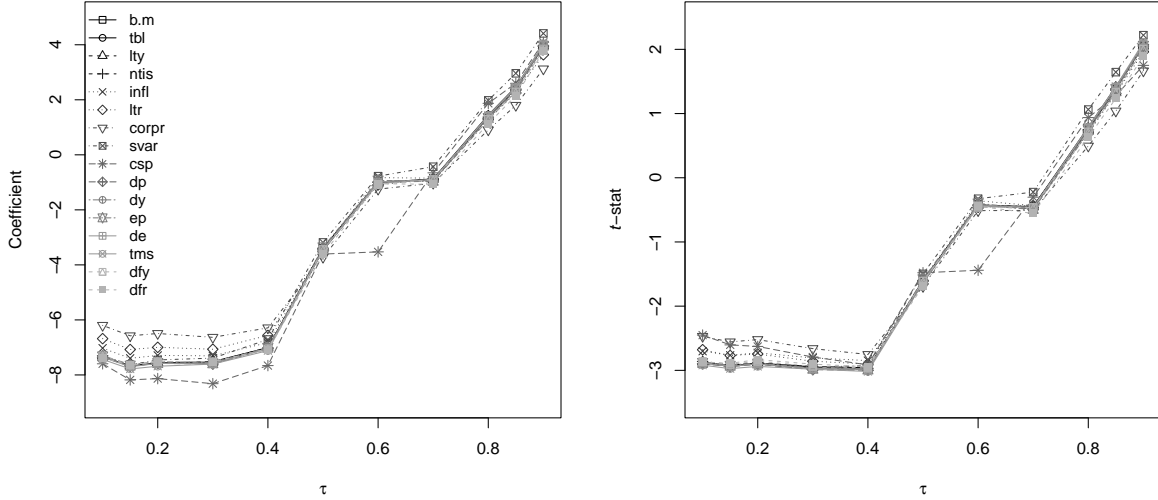 b.m
tbl
lty
ntis
infl
ltr
corpr
svar
csp
dp
dy
ep
de
tms
dfy
dfr
Coefficient
4
2
0
−2
−4
−6
−8
0.2 0.4 0.6 0.8
τ
t−stat
2
1
0
−1
−2
−3
0.2 0.4 0.6 0.8
τ